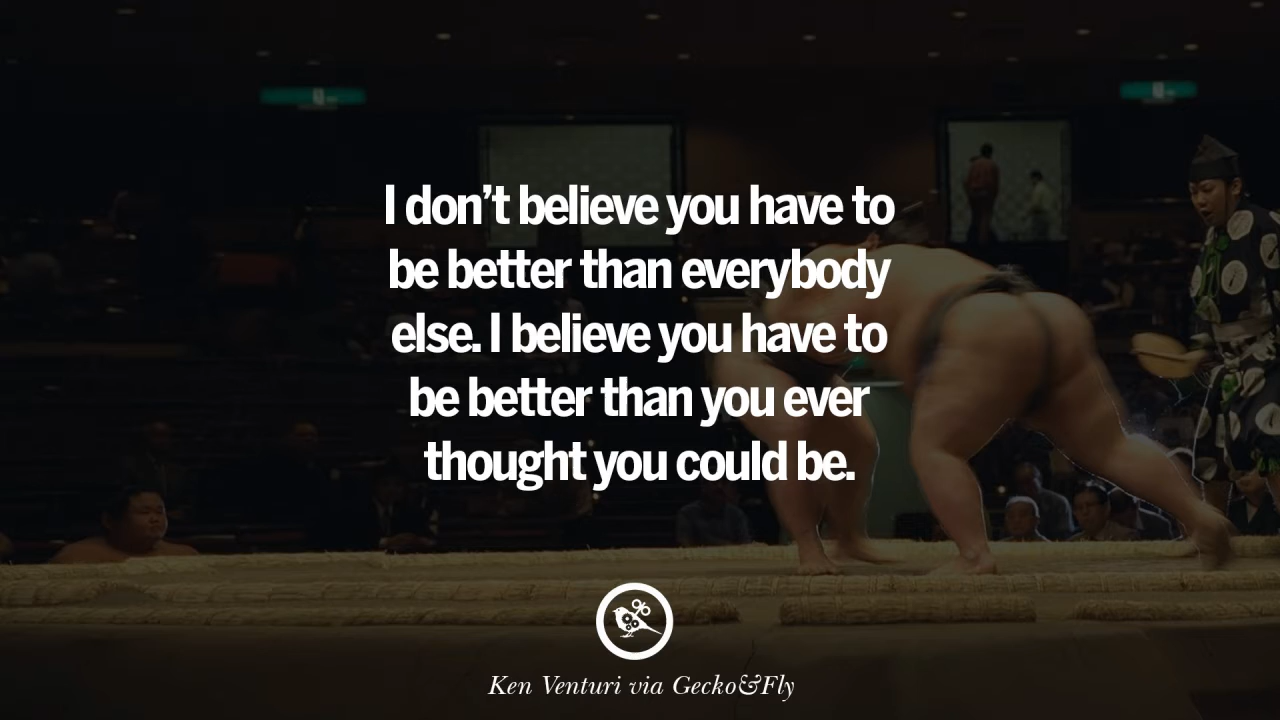 I don’t believe you have to
be better than everybody
else. I believe you have to
be better than you ever
thought you could be.
Ken Venturi via Gecko&Fly